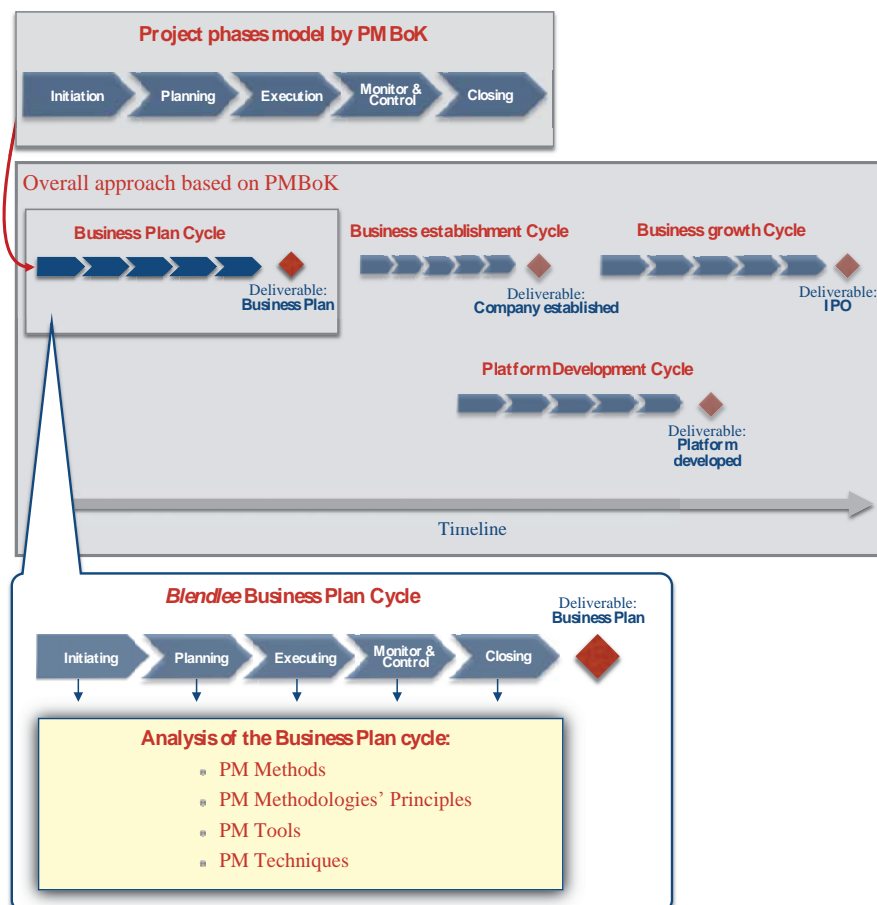 Project phases model by PMBoK
Initiation
Planning
Execution
Monitor &
Control
Closing
Overall approach based on PMBoK
Business Plan Cycle
Deliverable:
Business Plan
Business establishment Cycle
Deliverable:
Company established
Business growth Cycle
Deliverable:
IPO
Platform Development Cycle
Deliverable:
Platform
developed
Timeline
Blendlee Business Plan Cycle
Deliverable:
Business Plan
Initiating
Planning
Executing
Monitor &
Control
Closing
Analysis of the Business Plan cycle:
PM Methods
PM Methodologies’ Principles
PM Tools
PM Techniques